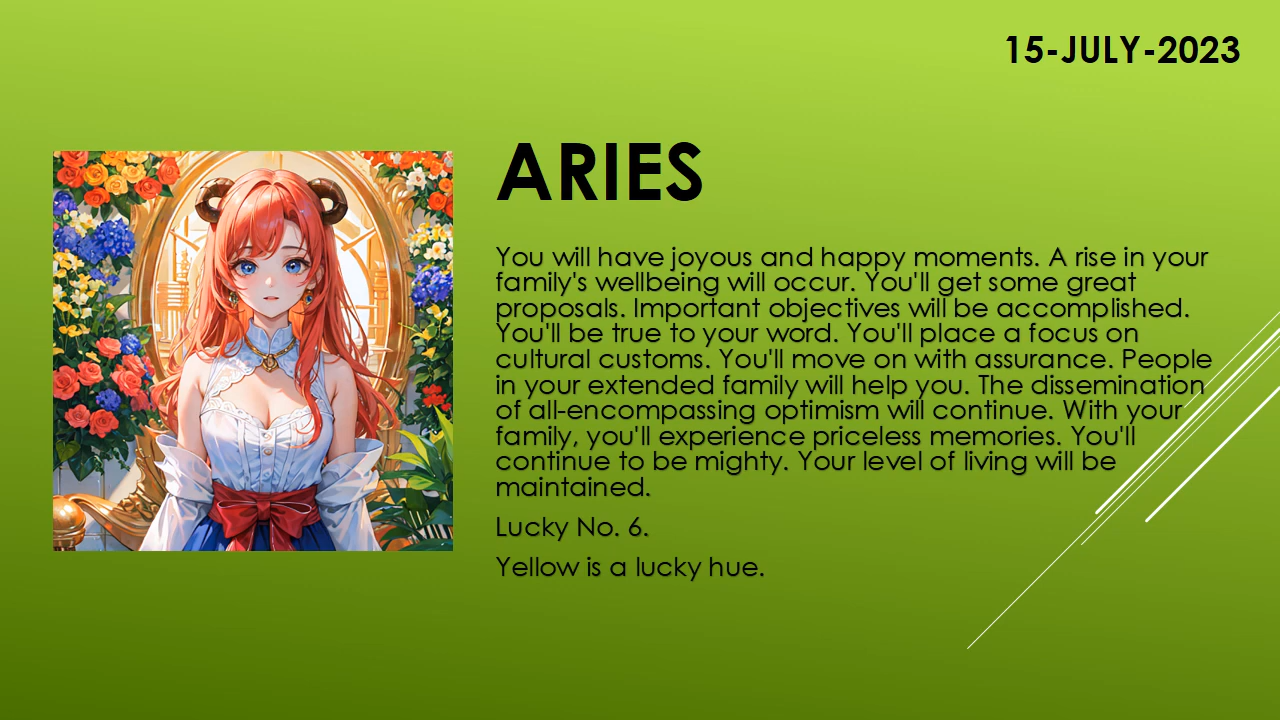 15-JULY-2023
ARIES
You will have joyous and happy moments. A rise in your
family's wellbeing will occur. You'll get some great
proposals. Important objectives will be accomplished.
You'll be true to your word. You'll place a focus on
cultural customs. You'll move on with assurance. People
in your extended family will help you. The dissemination
of all-encompassing optimism will continue. With your
family, you'll experience priceless memories. You'll
continue to be mighty. Your level of living will be
maintained.
Lucky No. 6.
Yellow is a lucky hue.